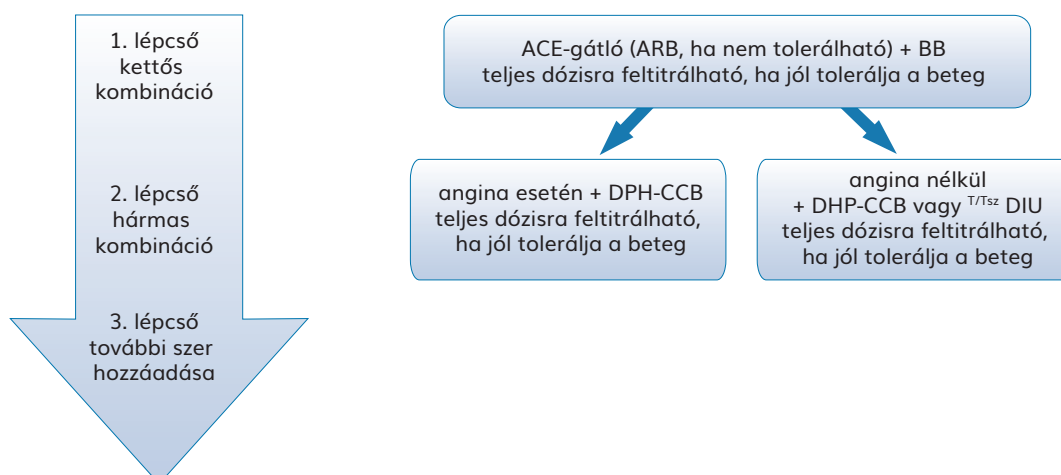 1. lépcső
kettős
kombináció
ACE-gátló (ARB, ha nem tolerálható) + BB
teljes dózisra feltitrálható, ha jól tolerálja a beteg
2. lépcső
hármas
kombináció
angina esetén + DPH-CCB
teljes dózisra feltitrálható,
ha jól tolerálja a beteg
angina nélkül
+ DHP-CCB vagy T/Tsz DIU
teljes dózisra feltitrálható,
ha jól tolerálja a beteg
3. lépcső
további szer
hozzáadása